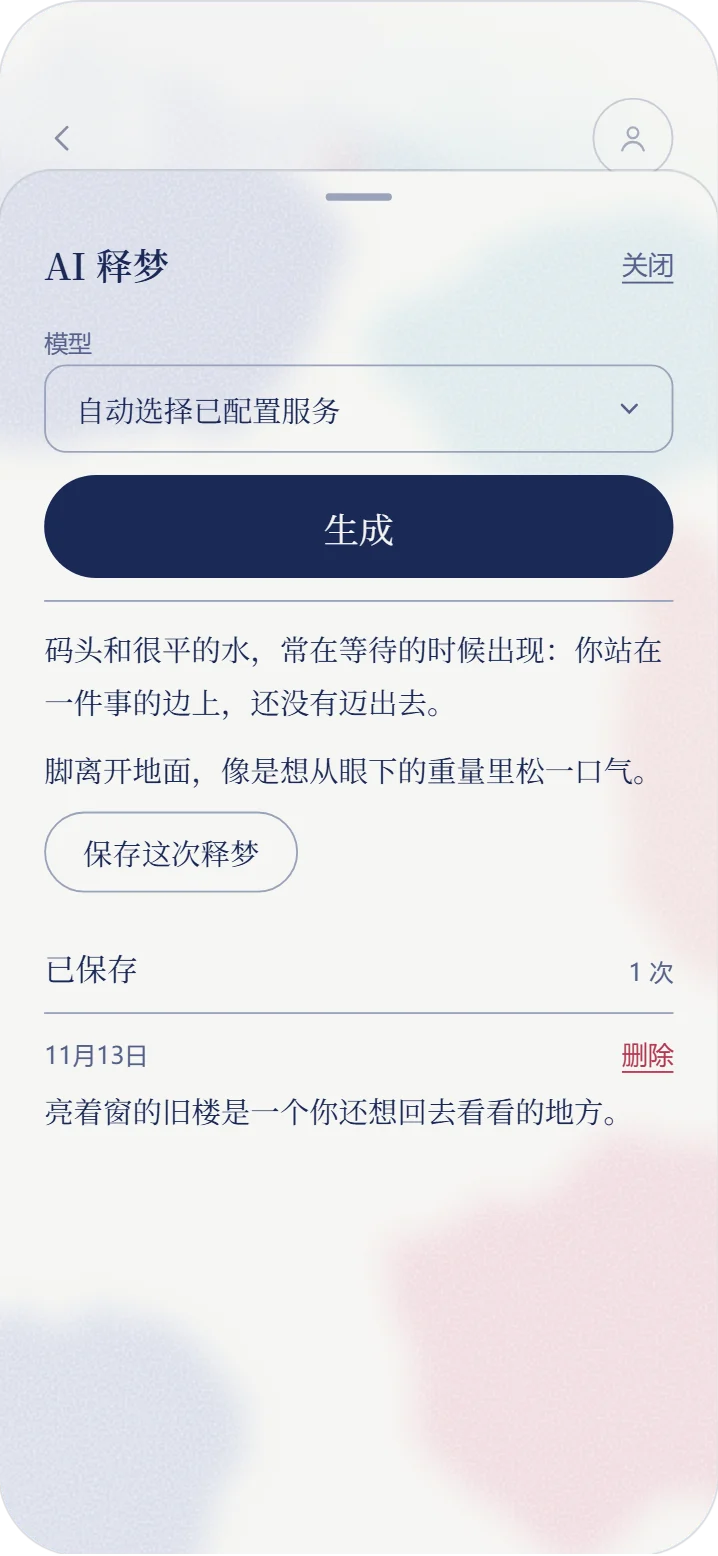 AI 释梦
关闭
模型
自动选择已配置服务
生成
码头和很平的水，常在等待的时候出现：你站在
一件事的边上，还没有迈出去。
脚离开地面，像是想从眼下的重量里松一口气。
保存这次释梦
已保存
1 次
11月13日
删除
亮着窗的旧楼是一个你还想回去看看的地方。